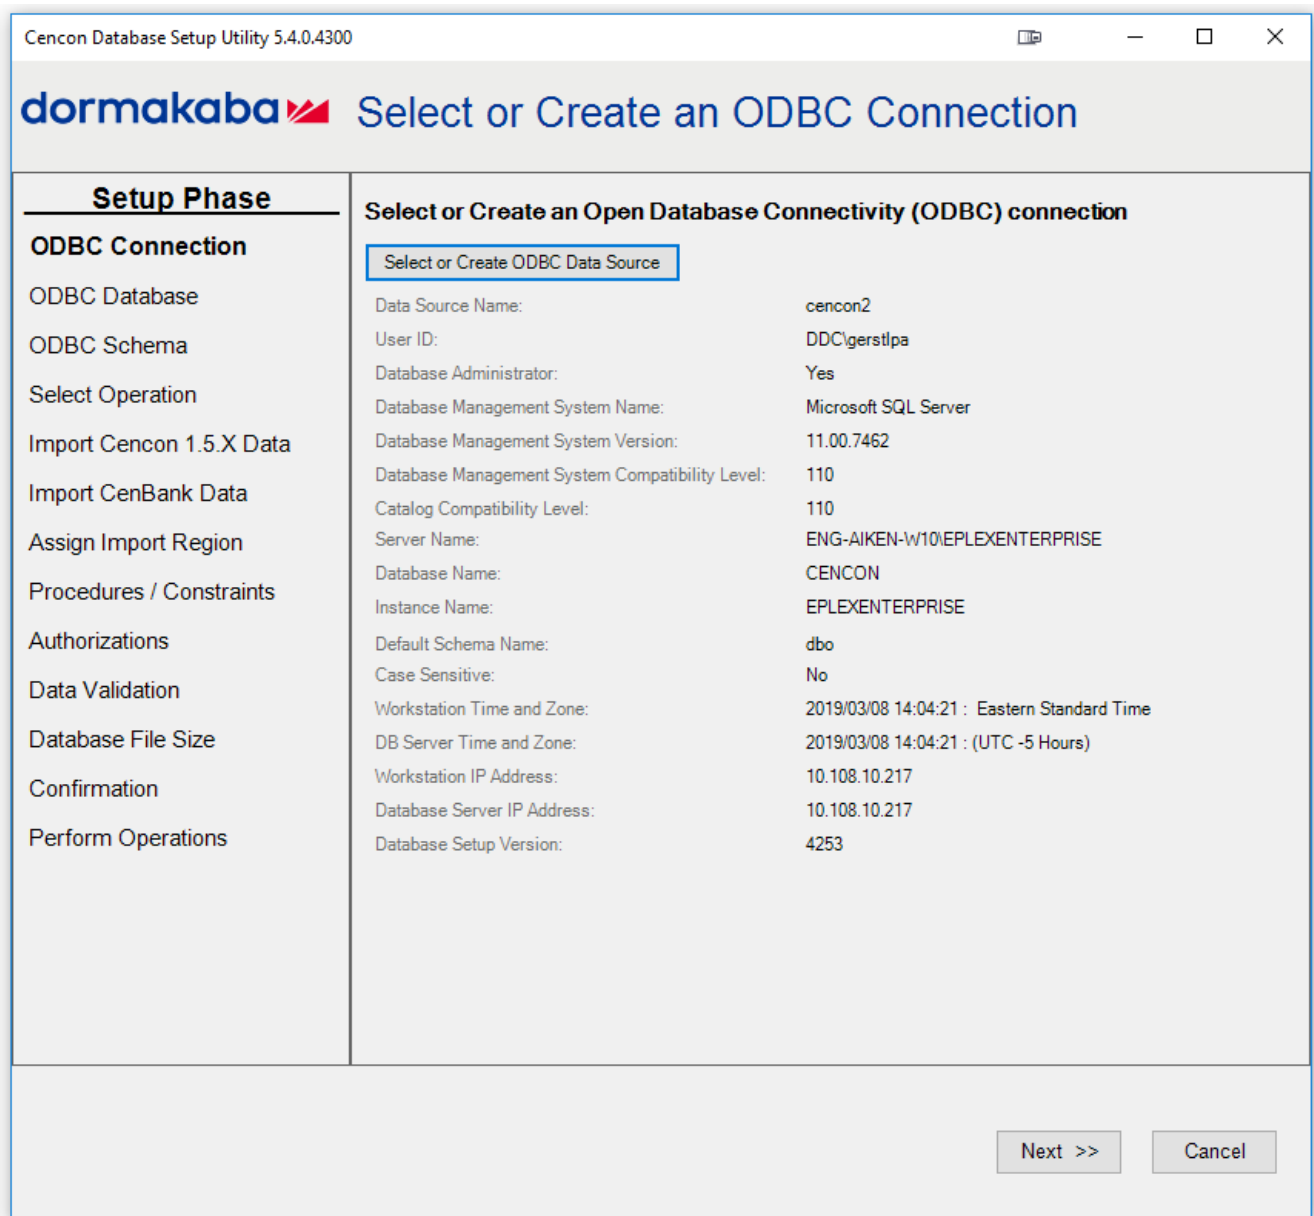 Cencon Database Setup Utility 5.4.0.4300
dormakaba Select or Create an ODBC Connection
Setup Phase
ODBC Connection
ODBC Database
ODBC Schema
Select Operation
Import Cencon 1.5.X Data
Import CenBank Data
Assign Import Region
Procedures / Constraints
Authorizations
Data Validation
Database File Size
Confirmation
Perform Operations
Select or Create an Open Database Connectivity (ODBC) connection
Select or Create ODBC Data Source
Data Source Name: cencon2
User ID: DDC\gerstlpa
Database Administrator: Yes
Database Management System Name: Microsoft SQL Server
Database Management System Version: 11.00.7462
Database Management System Compatibility Level: 110
Catalog Compatibility Level: 110
Server Name: ENG-AIKEN-W10\EPLEXENTERPRISE
Database Name: CENCON
Instance Name: EPLEXENTERPRISE
Default Schema Name: dbo
Case Sensitive: No
Workstation Time and Zone: 2019/03/08 14:04:21 : Eastern Standard Time
DB Server Time and Zone: 2019/03/08 14:04:21 : (UTC -5 Hours)
Workstation IP Address: 10.108.10.217
Database Server IP Address: 10.108.10.217
Database Setup Version: 4253
Next >> Cancel